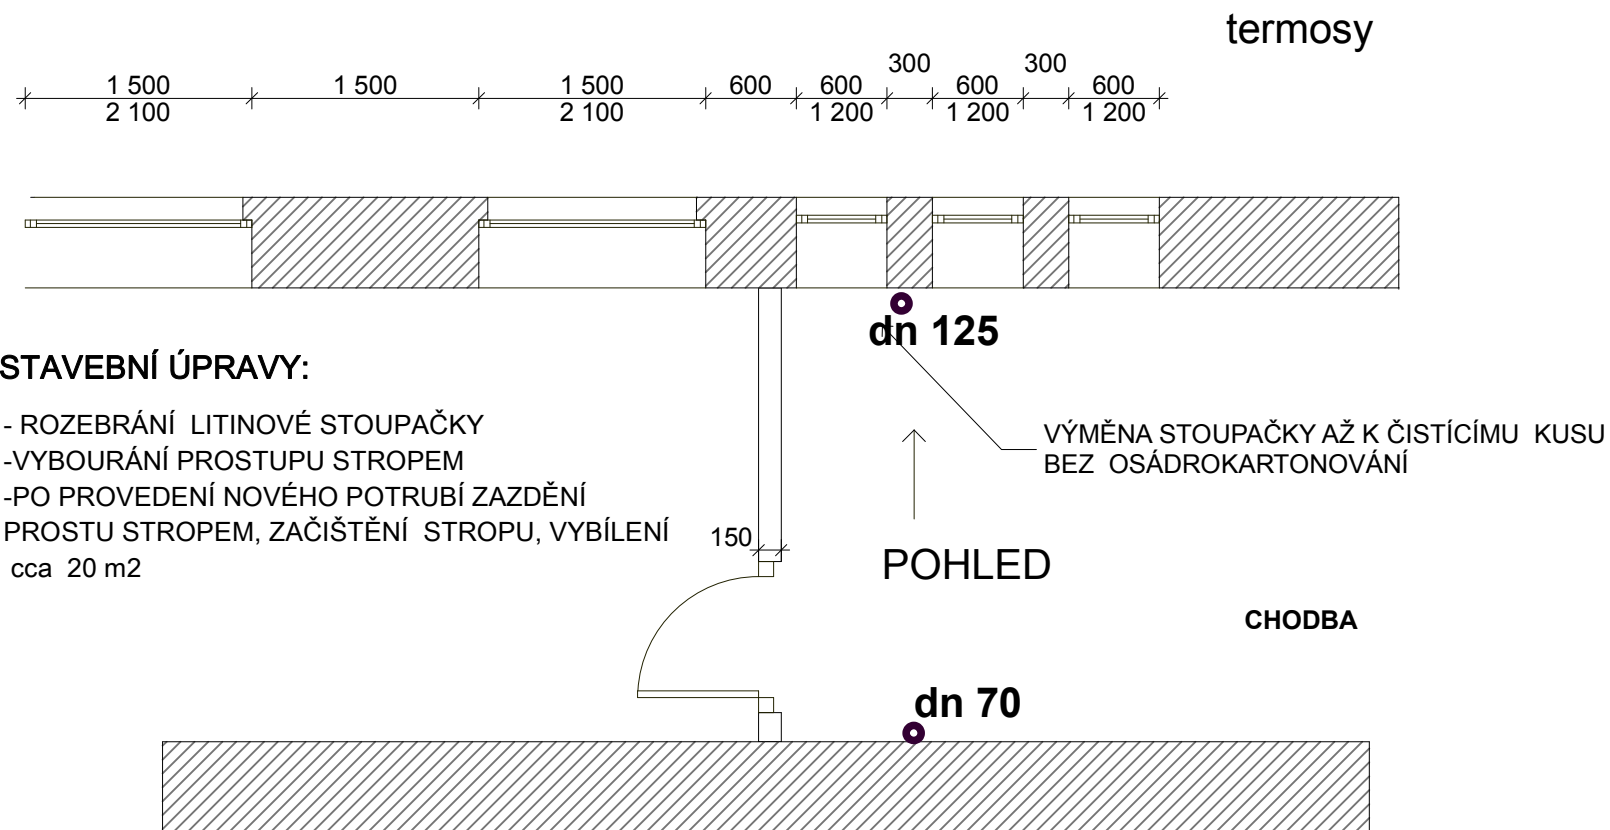 termosy
300 300
1 500 1 500 1 500 600 600 600 600
2 100 2 100 1 200 1 200 1 200
dn 125
STAVEBNÍ ÚPRAVY:
- ROZEBRÁNÍ LITINOVÉ STOUPAČKY
-VYBOURÁNÍ PROSTUPU STROPEM
-PO PROVEDENÍ NOVÉHO POTRUBÍ ZAZDĚNÍ
PROSTU STROPEM, ZAČIŠTĚNÍ STROPU, VYBÍLENÍ
cca 20 m2
VÝMĚNA STOUPAČKY AŽ K ČISTÍCÍMU KUSU
BEZ OSÁDROKARTONOVÁNÍ
150
POHLED
CHODBA
dn 70